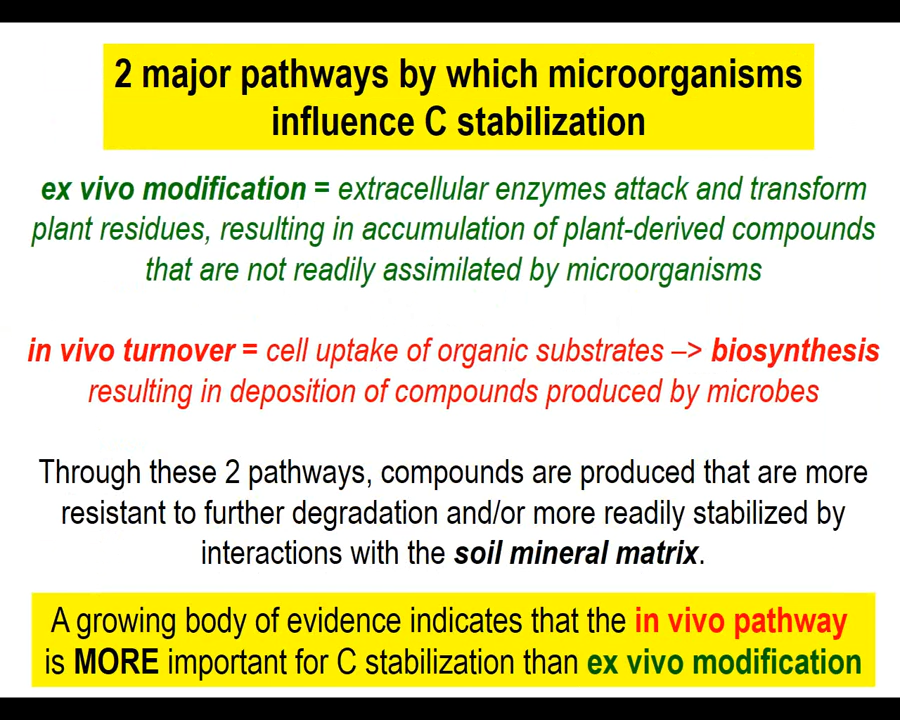 2 major pathways by which microorganisms
influence C stabilization
ex vivo modification = extracellular enzymes attack and transform
plant residues, resulting in accumulation of plant-derived compounds
that are not readily assimilated by microorganisms
in vivo turnover = cell uptake of organic substrates –> biosynthesis
resulting in deposition of compounds produced by microbes
Through these 2 pathways, compounds are produced that are more
resistant to further degradation and/or more readily stabilized by
interactions with the soil mineral matrix.
A growing body of evidence indicates that the in vivo pathway
is MORE important for C stabilization than ex vivo modification